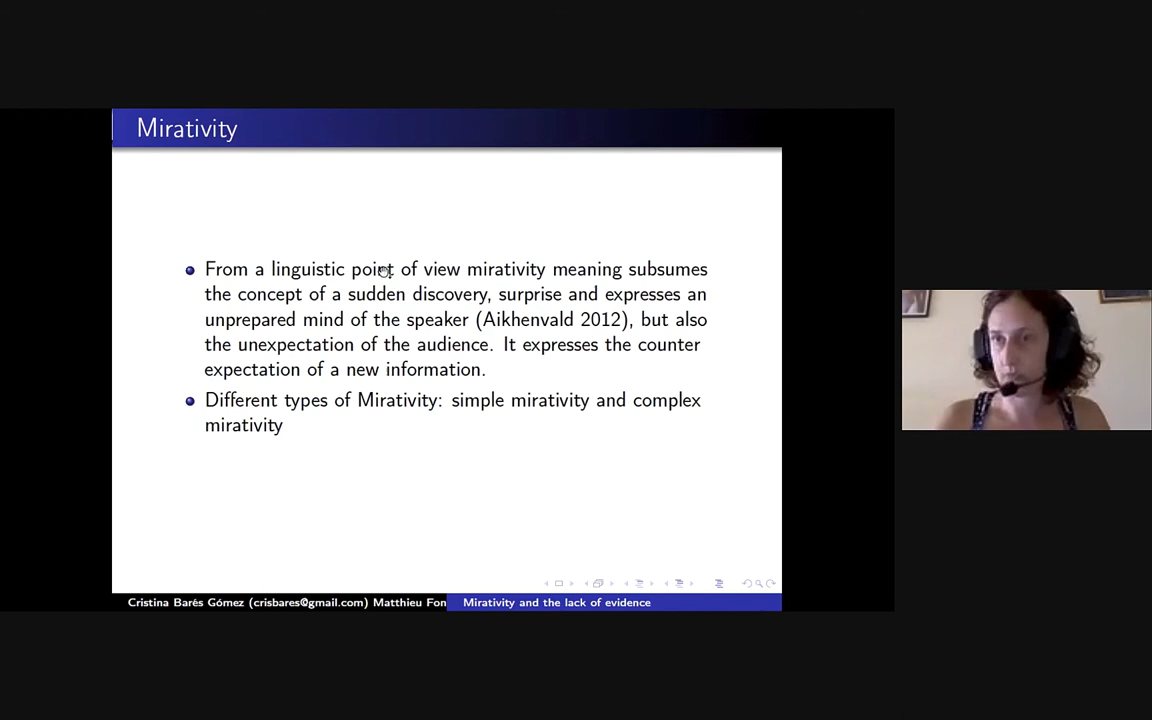 Mirativity
From a linguistic point of view mirativity meaning subsumes
the concept of a sudden discovery, surprise and expresses an
unprepared mind of the speaker (Aikhenvald 2012), but also
the unexpectation of the audience. It expresses the counter
expectation of a new information.
Different types of Mirativity: simple mirativity and complex
mirativity
Cristina Barés Gómez (crisbares@gmail.com) Matthieu Fon
Mirativity and the lack of evidence